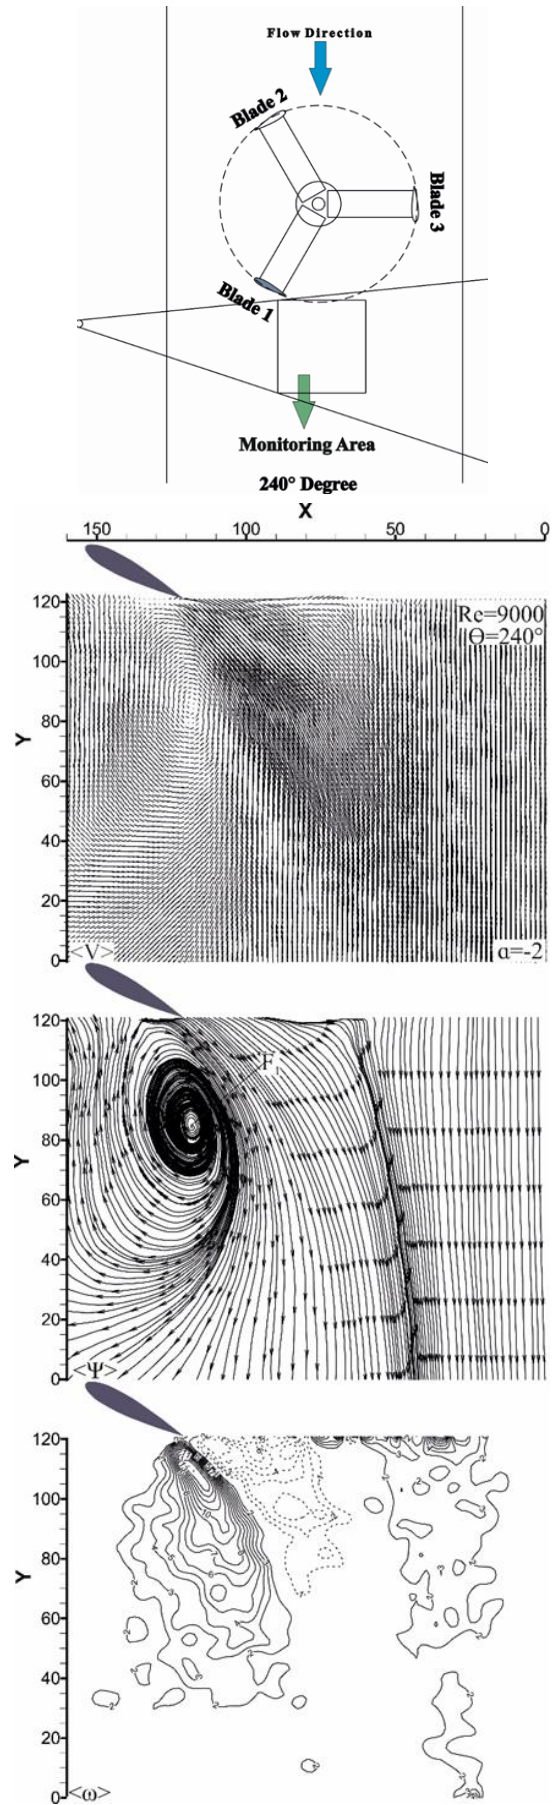 Flow Direction
Blade 2
Blade 3
Blade 1
Monitoring Area
240° Degree
X
150 100 50 0
120
100
80
60
40
20
0
Y
Re=9000
Θ=240°
<V>
α=-2
120
100
80
60
40
20
0
Y
F₁
<Ψ>
120
100
80
60
40
20
0
Y
<ω>